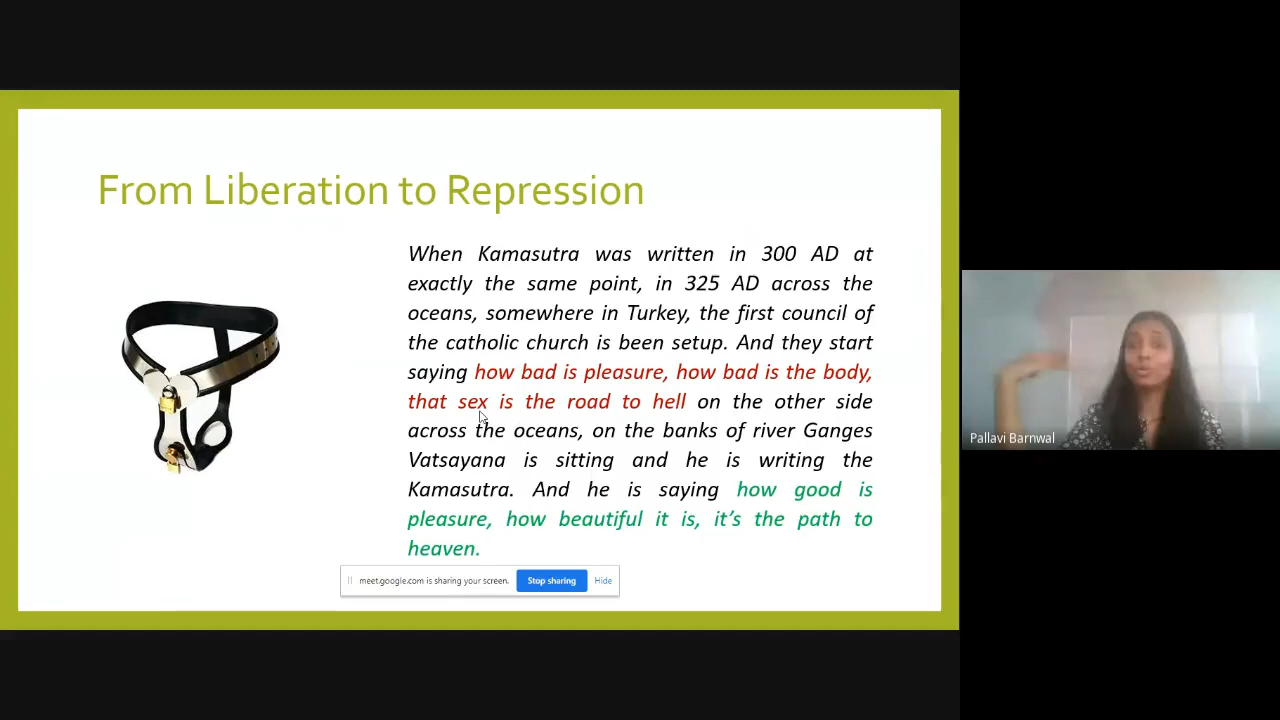 From Liberation to Repression
When Kamasutra was written in 300 AD at
exactly the same point, in 325 AD across the
oceans, somewhere in Turkey, the first council of
the catholic church is been setup. And they start
saying how bad is pleasure, how bad is the body,
that sex is the road to hell on the other side
across the oceans, on the banks of river Ganges
Vatsayana is sitting and he is writing the
Kamasutra. And he is saying how good is
pleasure, how beautiful it is, it's the path to
heaven.
meet.google.com is sharing your screen. Stop sharing Hide
Pallavi Barnwal